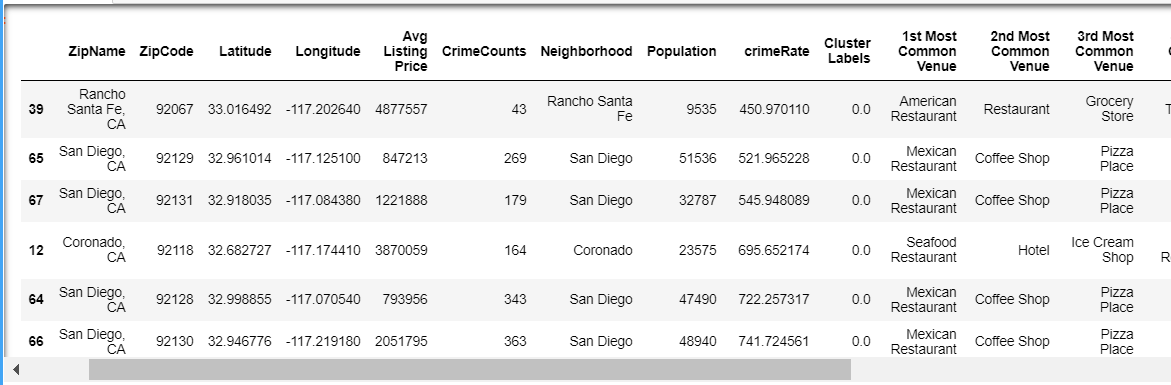 ZipName ZipCode Latitude Longitude Avg Listing Price CrimeCounts Neighborhood Population crimeRate Cluster Labels 1st Most Common Venue 2nd Most Common Venue 3rd Most Common Venue
39 Rancho Santa Fe, CA 92067 33.016492 -117.202640 4877557 43 Rancho Santa Fe 9535 450.970110 0.0 American Restaurant Restaurant Grocery Store
65 San Diego, CA 92129 32.961014 -117.125100 847213 269 San Diego 51536 521.965228 0.0 Mexican Restaurant Coffee Shop Pizza Place
67 San Diego, CA 92131 32.918035 -117.084380 1221888 179 San Diego 32787 545.948089 0.0 Mexican Restaurant Coffee Shop Pizza Place
12 Coronado, CA 92118 32.682727 -117.174410 3870059 164 Coronado 23575 695.652174 0.0 Seafood Restaurant Hotel Ice Cream Shop
64 San Diego, CA 92128 32.998855 -117.070540 793956 343 San Diego 47490 722.257317 0.0 Mexican Restaurant Coffee Shop Pizza Place
66 San Diego, CA 92130 32.946776 -117.219180 2051795 363 San Diego 48940 741.724561 0.0 Mexican Restaurant Coffee Shop Pizza Place